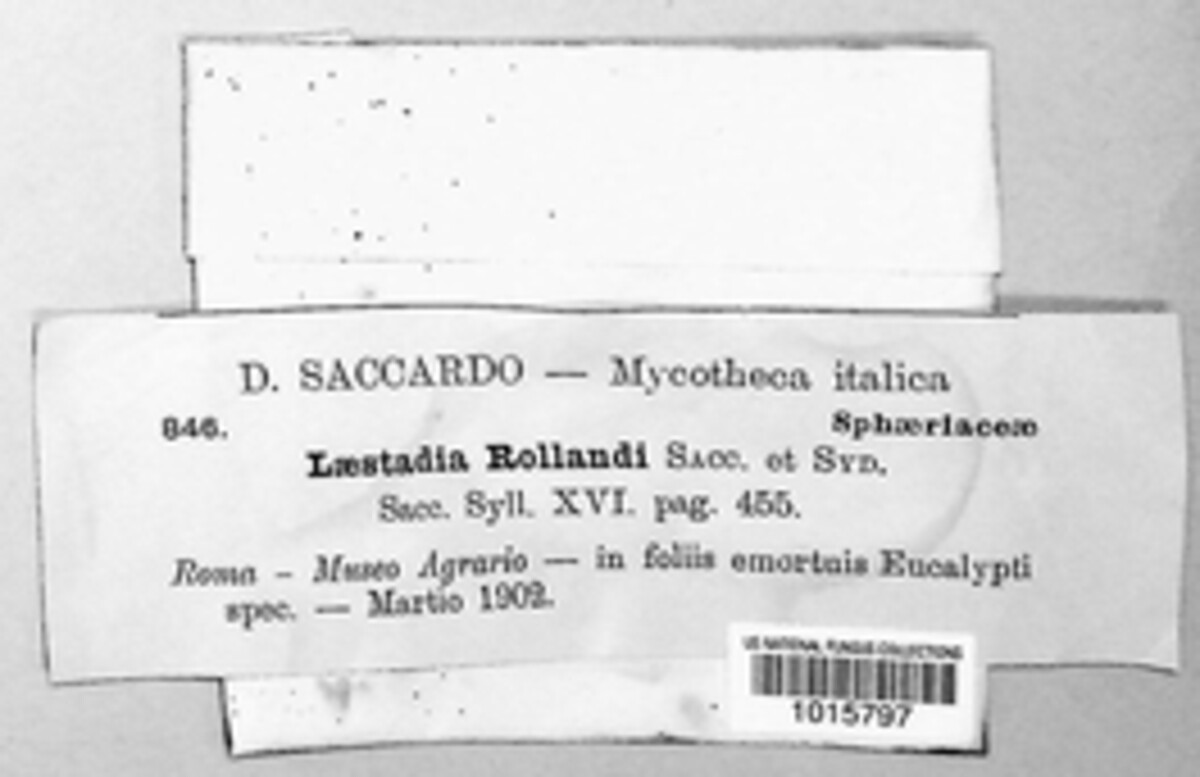 D. SACCARDO — Mycotheca italica
846. Sphæriaceæ
Læstadia Rollandi SACC. et SYD.
Sacc. Syll. XVI. pag. 455.
Roma – Museo Agrario — in foliis emortuis Eucalypti
spec. — Martio 1902.
US NATIONAL FUNGUS COLLECTIONS
1015797